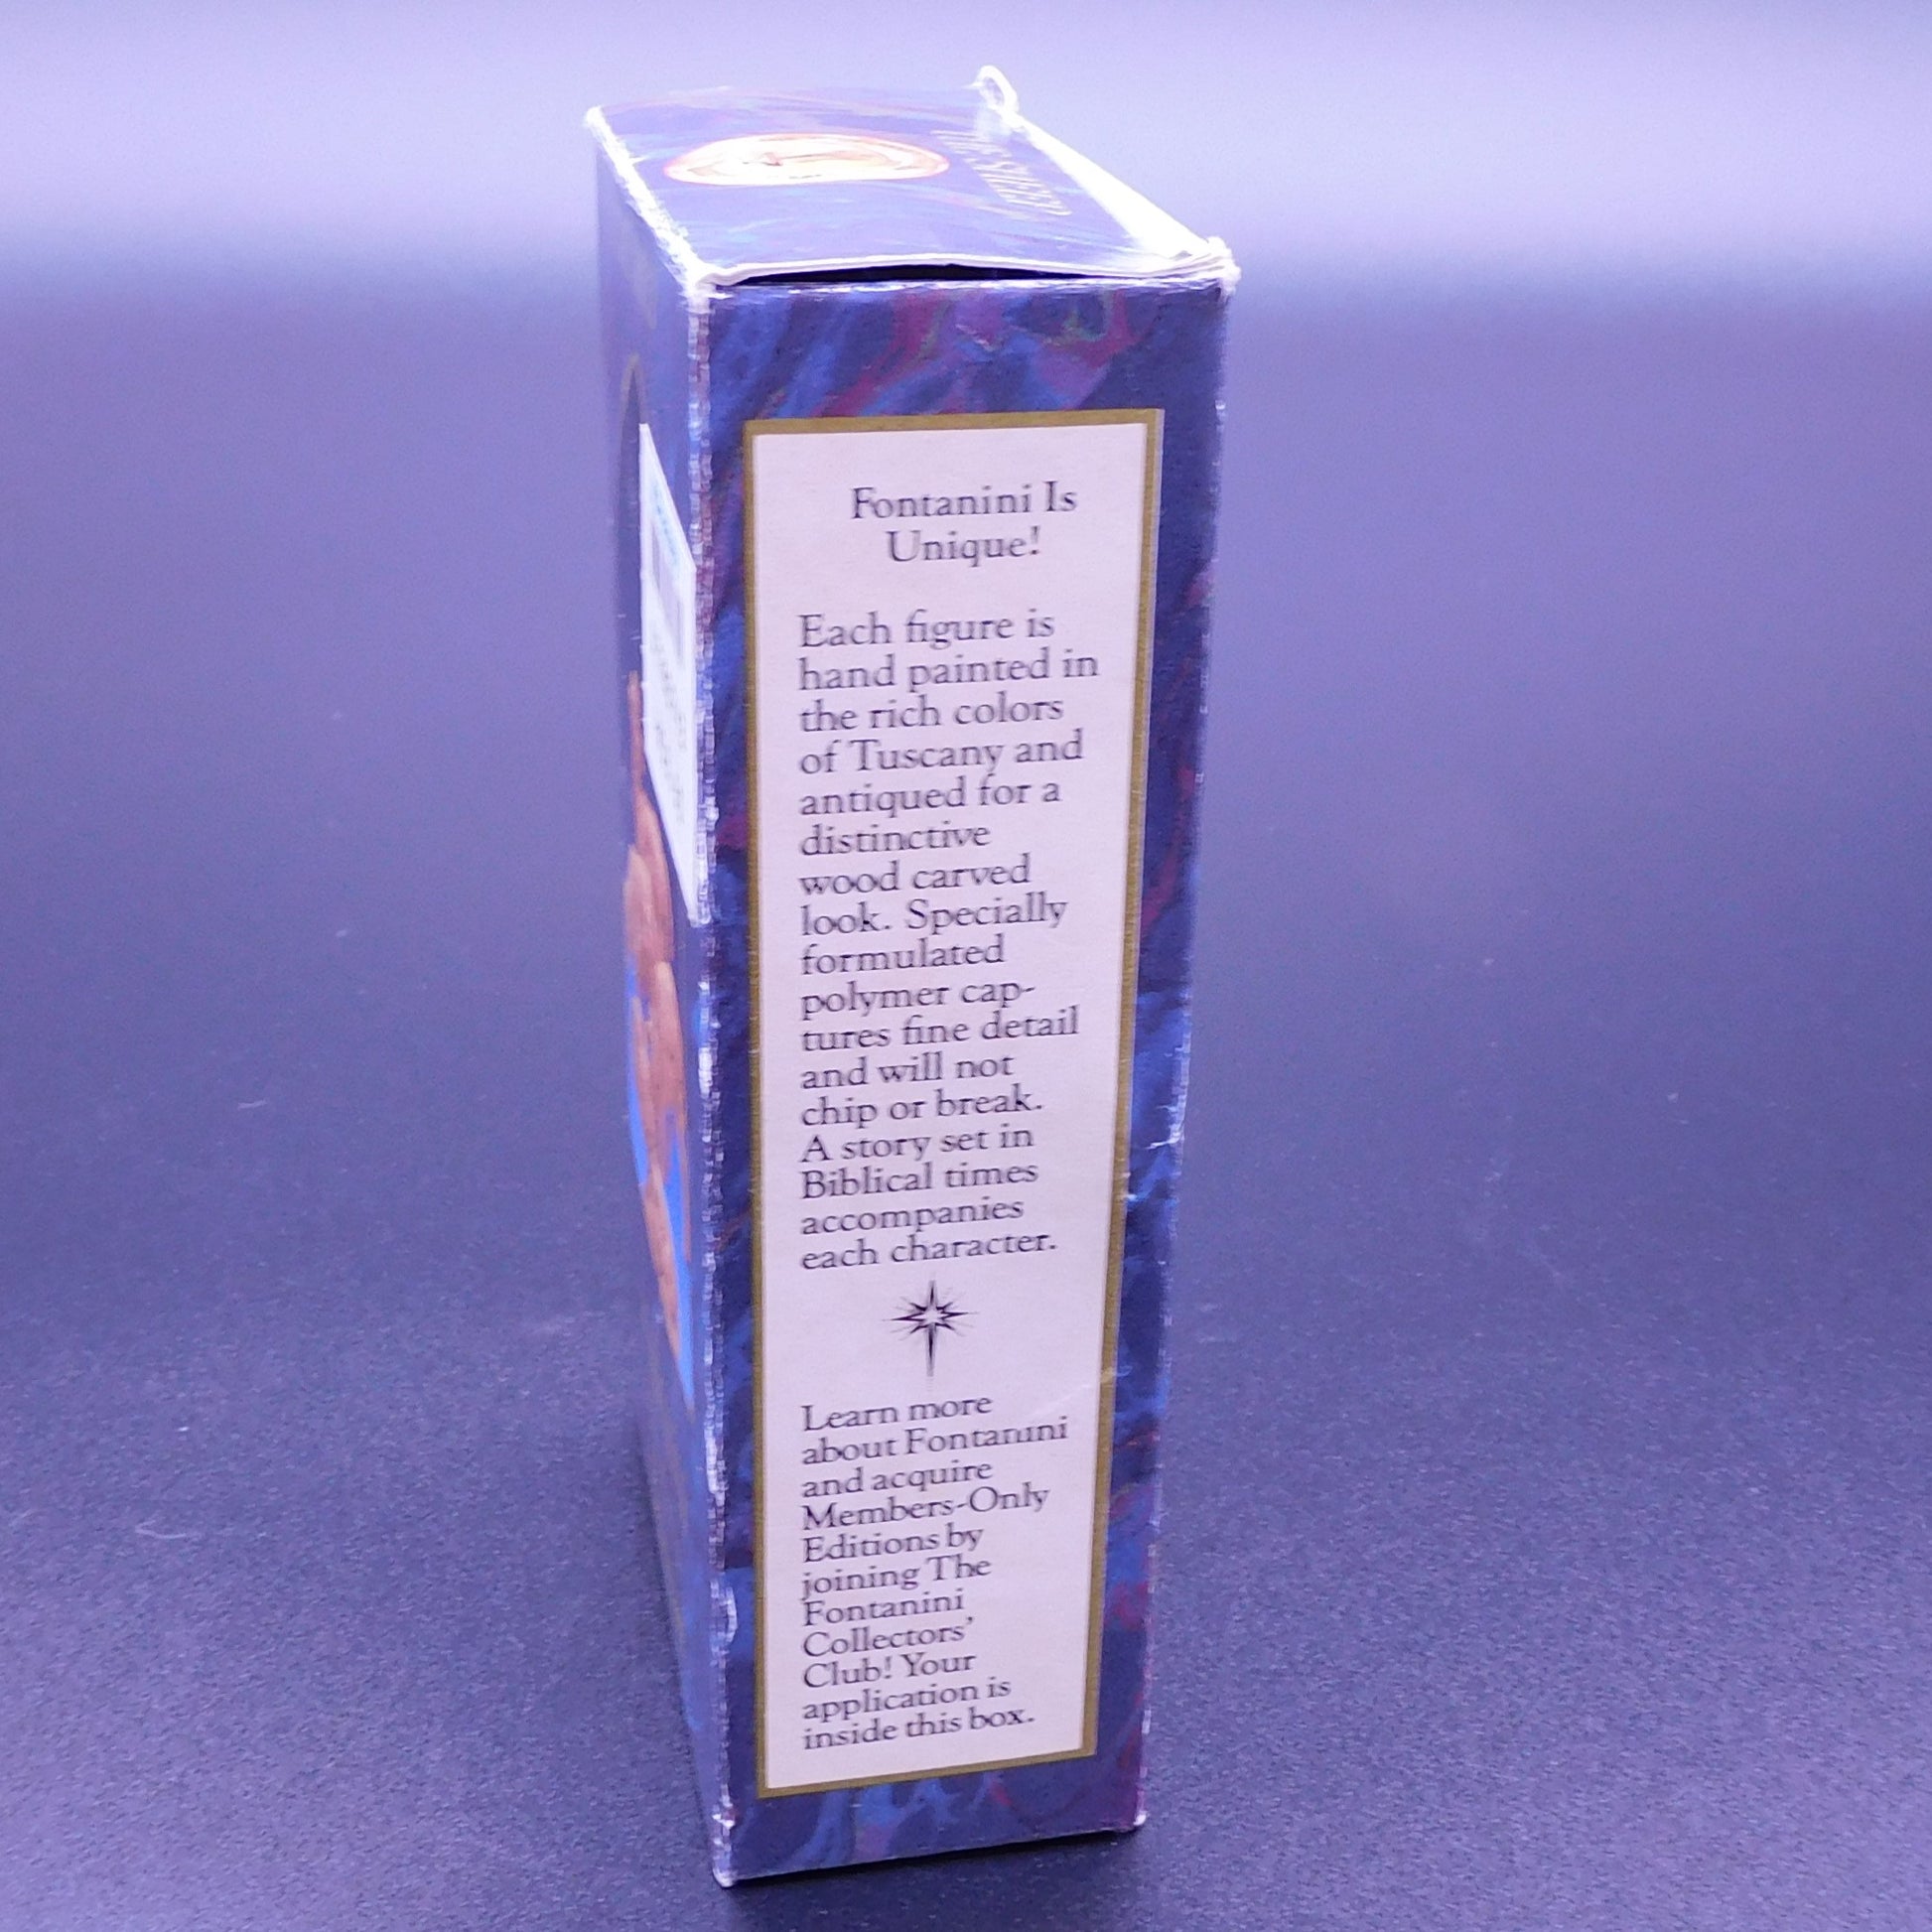 Fontanini Is
Unique!
Each figure is
hand painted in
the rich colors
of Tuscany and
antiqued for a
distinctive
wood carved
look. Specially
formulated
polymer cap-
tures fine detail
and will not
chip or break.
A story set in
Biblical times
accompanies
each character.
Learn more
about Fontanini
and acquire
Members-Only
Editions by
joining The
Fontanini
Collectors'
Club! Your
application is
inside this box.